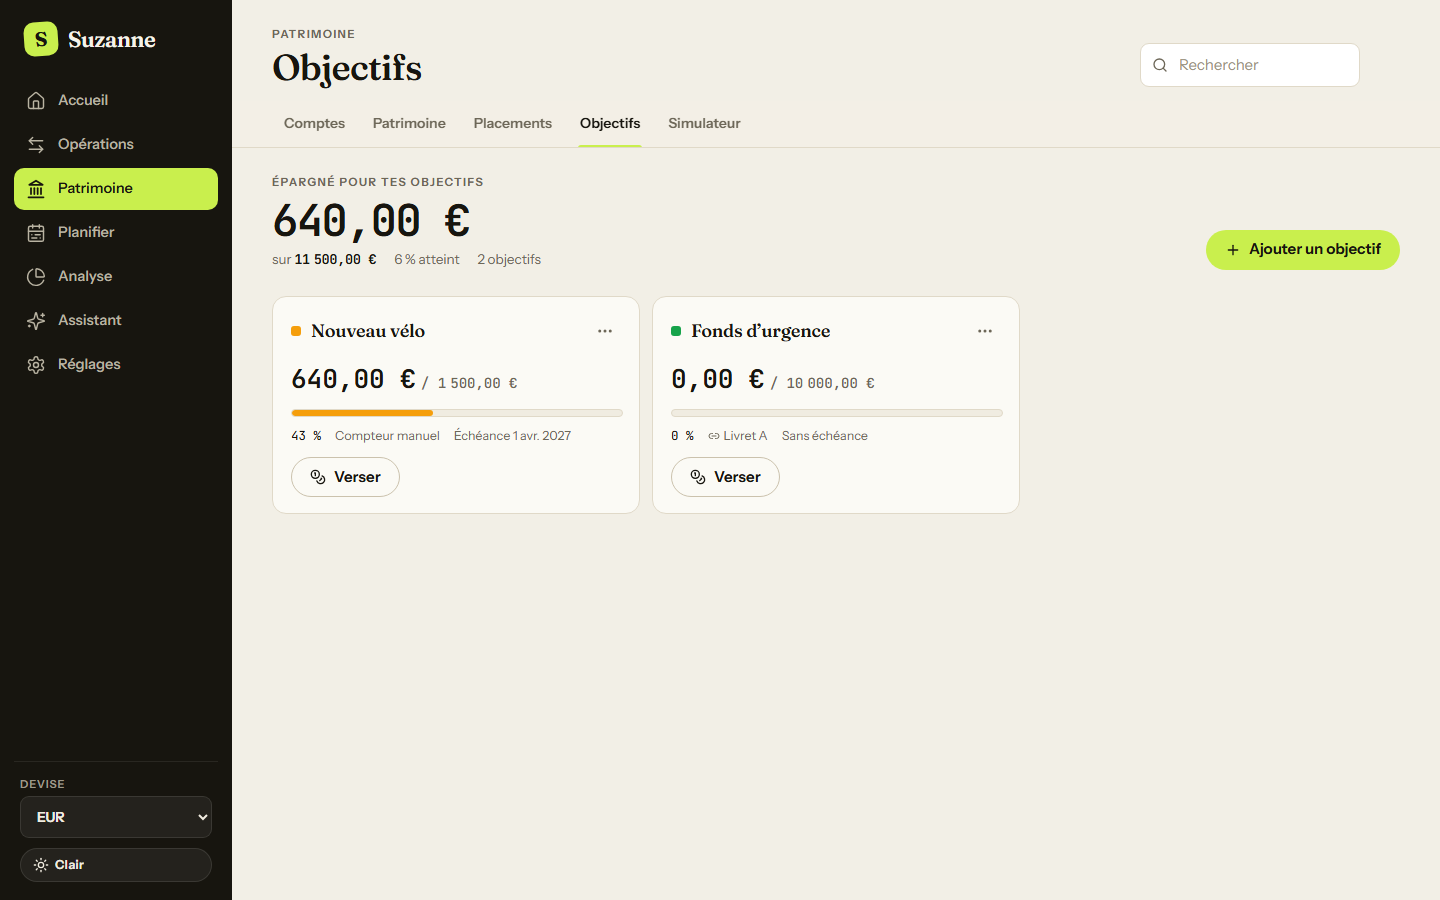 S Suzanne
Accueil
Opérations
Patrimoine
Planifier
Analyse
Assistant
Réglages
DEVISE
EUR
Clair
PATRIMOINE
Objectifs
Rechercher
Comptes Patrimoine Placements Objectifs Simulateur
ÉPARGNÉ POUR TES OBJECTIFS
640,00 €
sur 11 500,00 € 6 % atteint 2 objectifs
Ajouter un objectif
Nouveau vélo
640,00 € / 1 500,00 €
43 % Compteur manuel Échéance 1 avr. 2027
Verser
Fonds d’urgence
0,00 € / 10 000,00 €
0 % Livret A Sans échéance
Verser